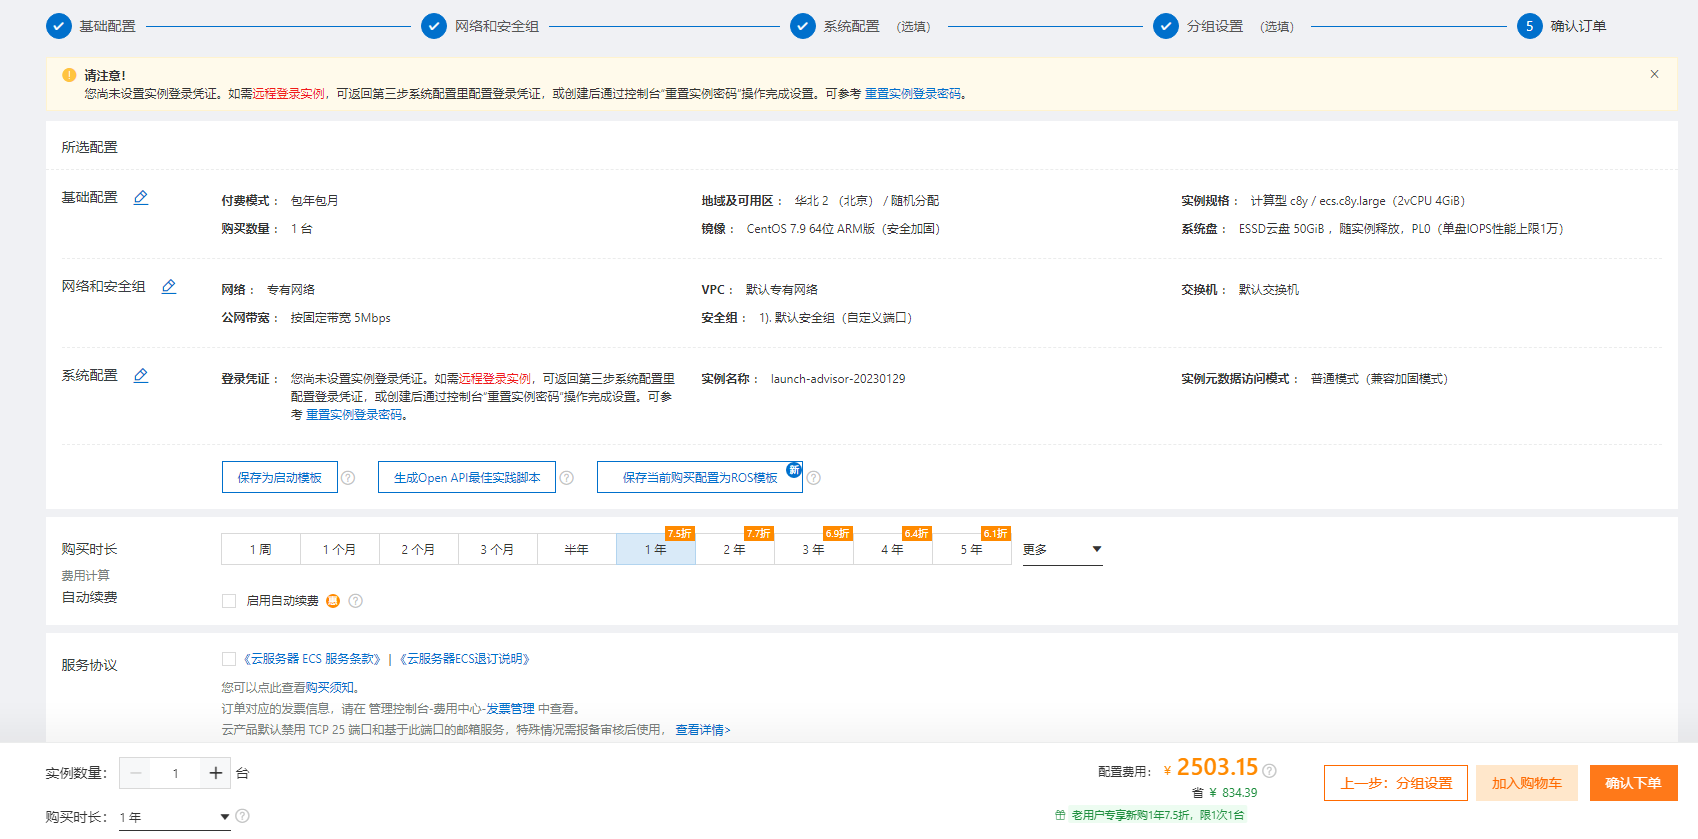 基础配置
网络和安全组
系统配置 (选填)
分组设置 (选填)
5 确认订单
请注意!
您尚未设置实例登录凭证。如需远程登录实例，可返回第三步系统配置里配置登录凭证，或创建后通过控制台"重置实例密码"操作完成设置。可参考 重置实例登录密码。
所选配置
基础配置
付费模式： 包年包月
地域及可用区： 华北 2 （北京） / 随机分配
实例规格： 计算型 c8y / ecs.c8y.large（2vCPU 4GiB）
购买数量： 1 台
镜像： CentOS 7.9 64位 ARM版（安全加固）
系统盘： ESSD云盘 50GiB ，随实例释放，PL0（单盘IOPS性能上限1万）
网络和安全组
网络： 专有网络
VPC： 默认专有网络
交换机： 默认交换机
公网带宽： 按固定带宽 5Mbps
安全组： 1). 默认安全组（自定义端口）
系统配置
登录凭证： 您尚未设置实例登录凭证。如需远程登录实例，可返回第三步系统配置里
配置登录凭证，或创建后通过控制台"重置实例密码"操作完成设置。可参
考 重置实例登录密码。
实例名称： launch-advisor-20230129
实例元数据访问模式： 普通模式（兼容加固模式）
保存为启动模板
生成Open API最佳实践脚本
保存当前购买配置为ROS模板 新
购买时长
1 周
1 个月
2 个月
3 个月
半年
1 年 7.5折
2 年 7.7折
3 年 6.9折
4 年 6.4折
5 年 6.1折
更多
费用计算
自动续费
启用自动续费 惠
服务协议
《云服务器 ECS 服务条款》 | 《云服务器ECS退订说明》
您可以点此查看购买须知。
订单对应的发票信息，请在 管理控制台-费用中心-发票管理 中查看。
云产品默认禁用 TCP 25 端口和基于此端口的邮箱服务，特殊情况需报备审核后使用， 查看详情>
实例数量： 1 台
购买时长： 1 年
配置费用： ¥ 2503.15
省 ¥ 834.39
老用户专享新购1年7.5折，限1次1台
上一步：分组设置
加入购物车
确认下单